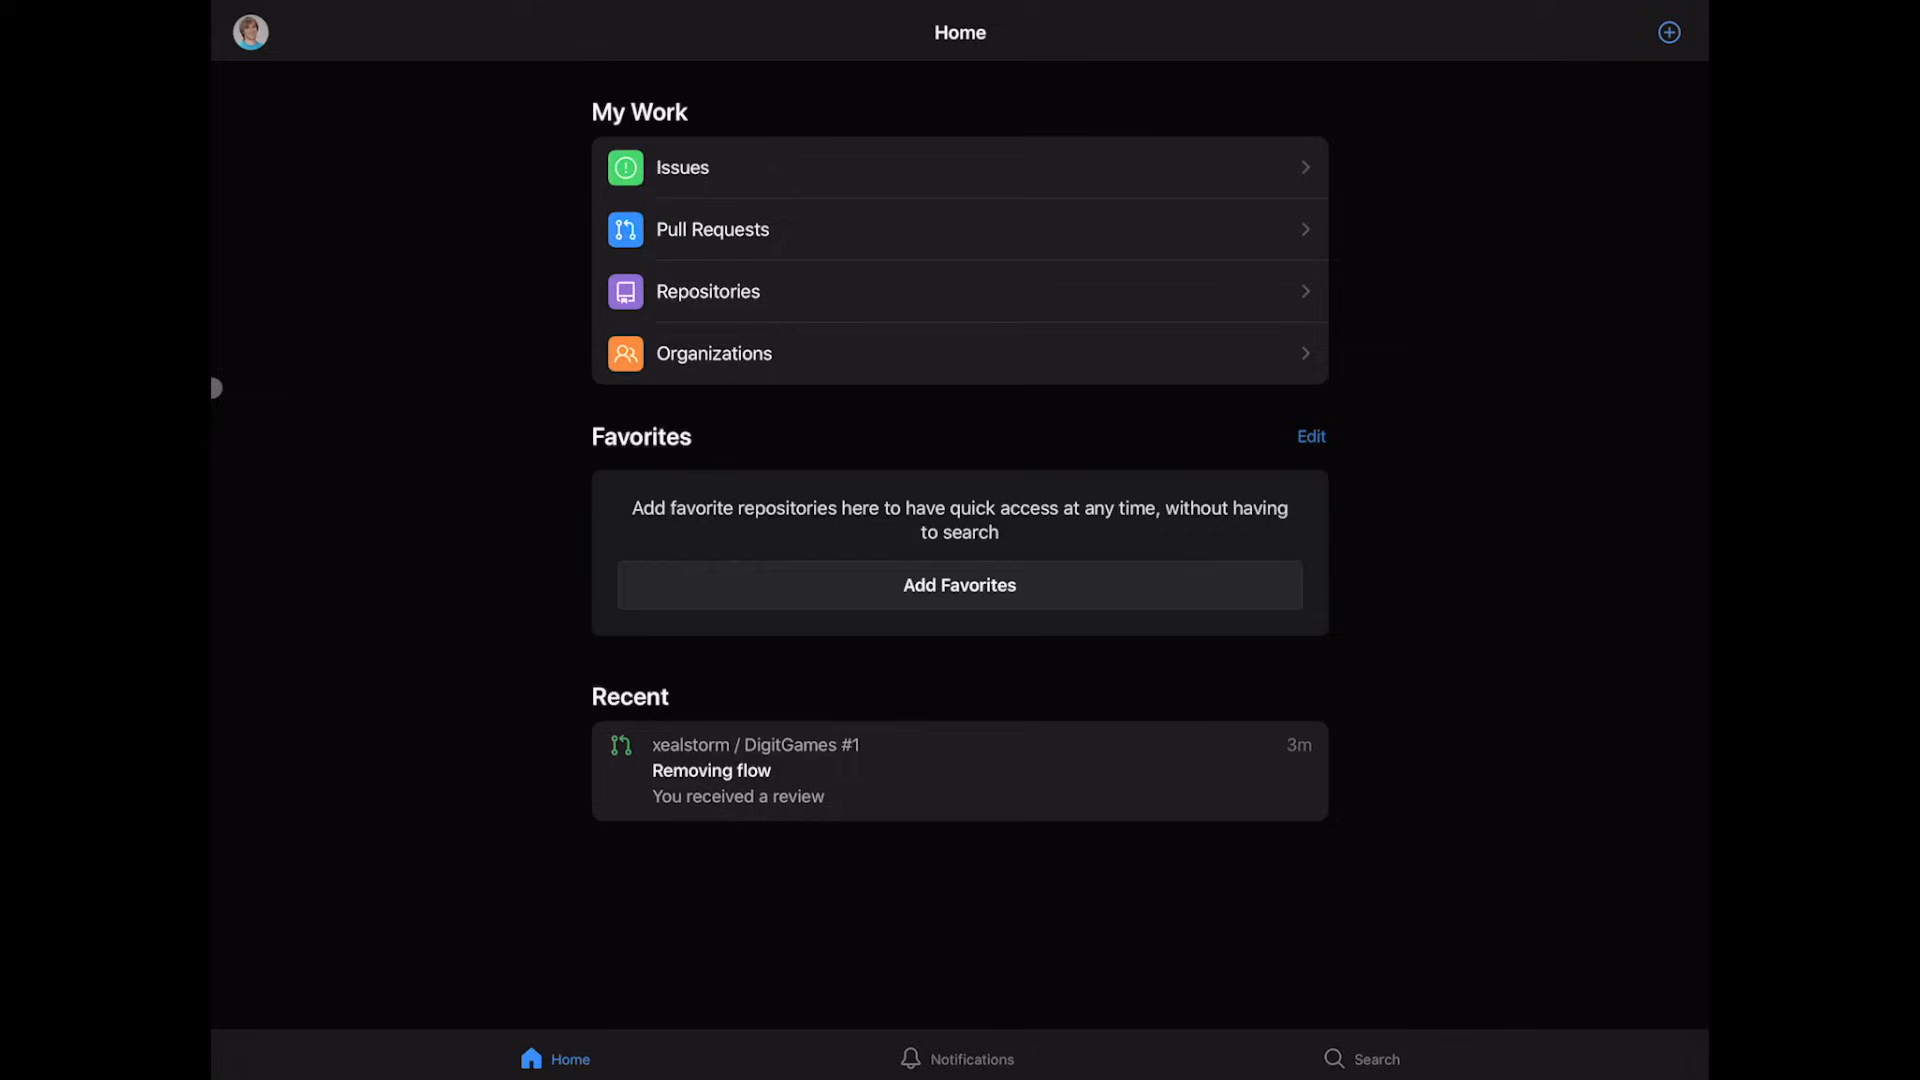 Home
My Work
Issues
Pull Requests
Repositories
Organizations
Favorites
Edit
Add favorite repositories here to have quick access at any time, without having
to search
Add Favorites
Recent
xealstorm / DigitGames #1
3m
Removing flow
You received a review
Home
Notifications
Search